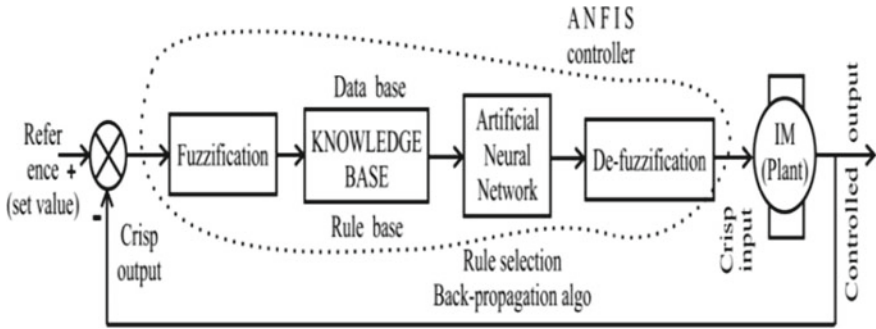 ANFIS
controller
Data base
Refer
ence +
(set value)
-
Fuzzification
KNOWLEDGE
BASE
Artificial
Neural
Network
De-fuzzification
IM
(Plant)
Crisp
output
Rule base
Rule selection
Back-propagation algo
Crisp
input
Controlled output